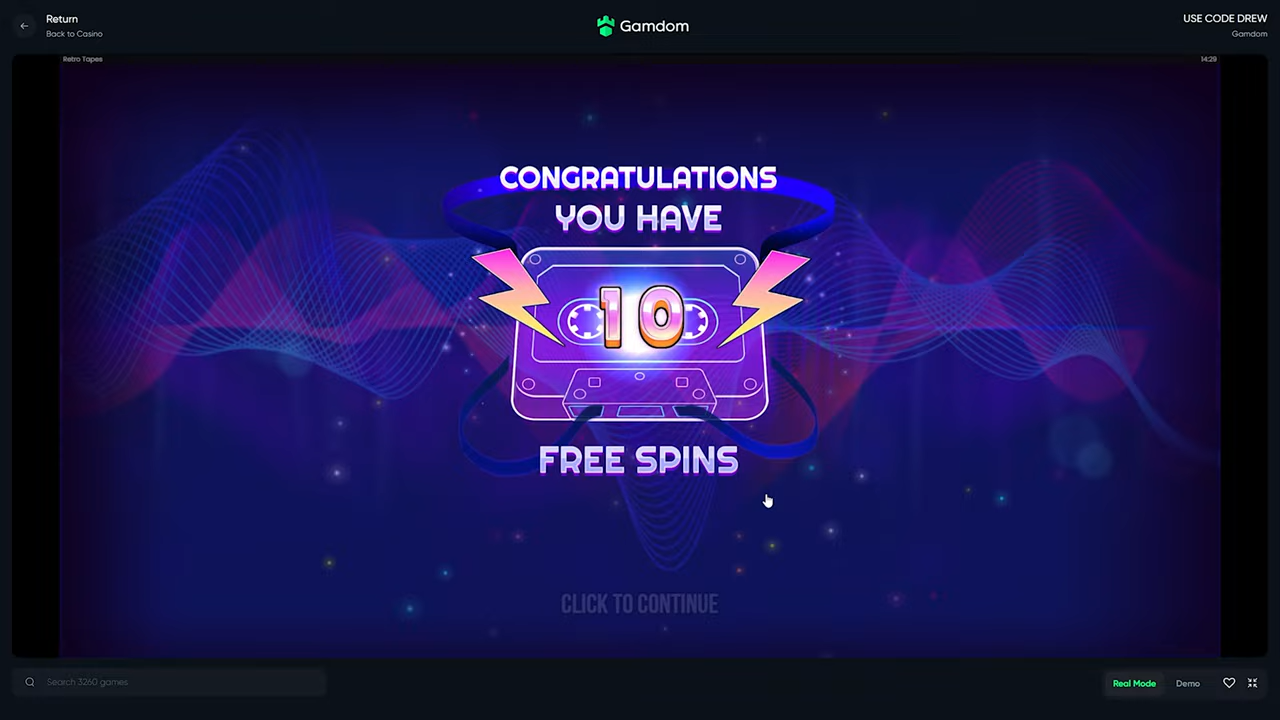 Return
Back to Casino
Gamdom
USE CODE DREW
Gamdom
Retro Tapes
14:29
CONGRATULATIONS
YOU HAVE
10
FREE SPINS
CLICK TO CONTINUE
Search 3260 games
Real Mode
Demo